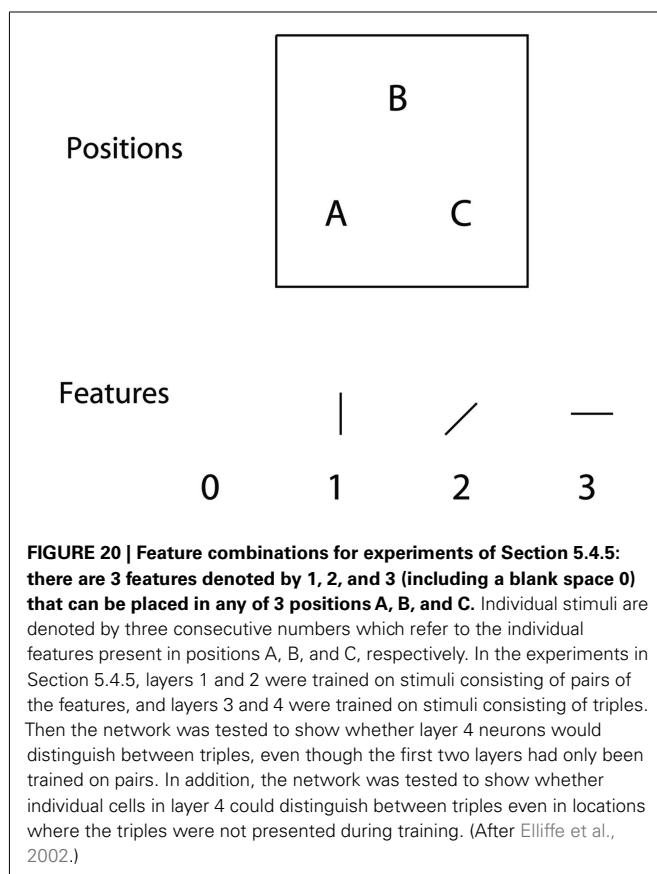 B
Positions
A C
Features
0 1 2 3
FIGURE 20 | Feature combinations for experiments of Section 5.4.5:
there are 3 features denoted by 1, 2, and 3 (including a blank space 0)
that can be placed in any of 3 positions A, B, and C. Individual stimuli are
denoted by three consecutive numbers which refer to the individual
features present in positions A, B, and C, respectively. In the experiments in
Section 5.4.5, layers 1 and 2 were trained on stimuli consisting of pairs of
the features, and layers 3 and 4 were trained on stimuli consisting of triples.
Then the network was tested to show whether layer 4 neurons would
distinguish between triples, even though the first two layers had only been
trained on pairs. In addition, the network was tested to show whether
individual cells in layer 4 could distinguish between triples even in locations
where the triples were not presented during training. (After Elliffe et al.,
2002.)